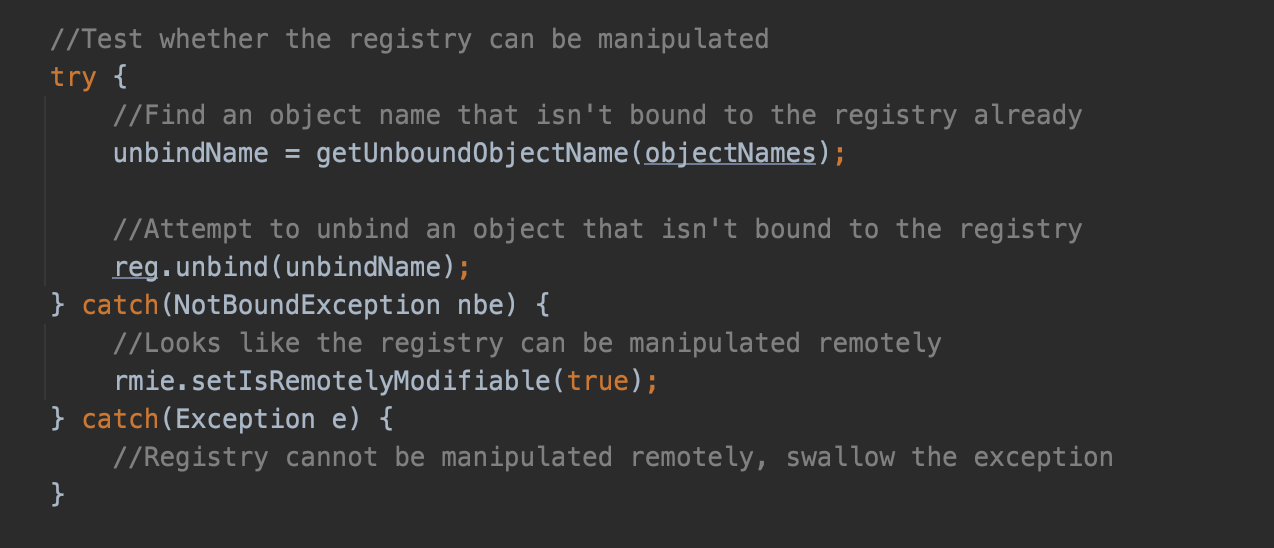 //Test whether the registry can be manipulated
try {
//Find an object name that isn't bound to the registry already
unbindName = getUnboundObjectName(objectNames);
//Attempt to unbind an object that isn't bound to the registry
reg.unbind(unbindName);
} catch(NotBoundException nbe) {
//Looks like the registry can be manipulated remotely
rmie.setIsRemotelyModifiable(true);
} catch(Exception e) {
//Registry cannot be manipulated remotely, swallow the exception
}